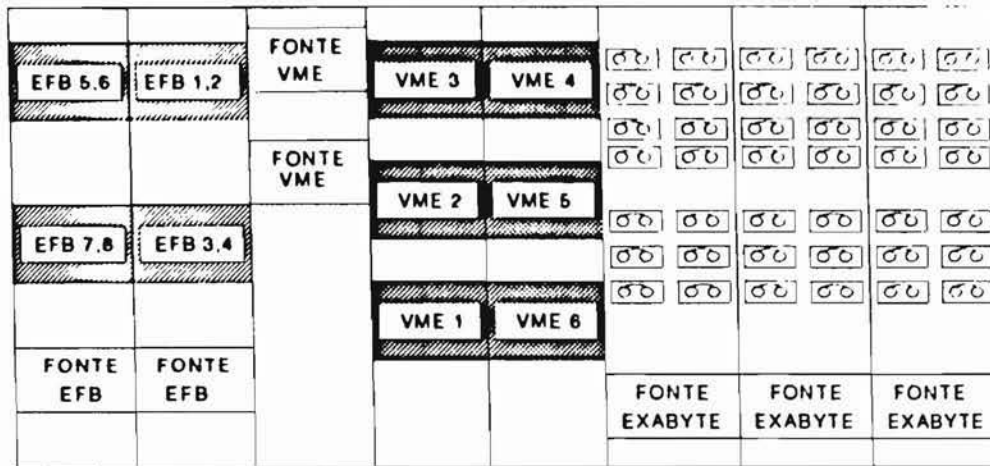 EFB 5,6
EFB 1,2
FONTE
VME
VME 3
VME 4
FONTE
VME
VME 2
VME 5
EFB 7,8
EFB 3,4
VME 1
VME 6
FONTE
EFB
FONTE
EFB
FONTE
EXABYTE
FONTE
EXABYTE
FONTE
EXABYTE